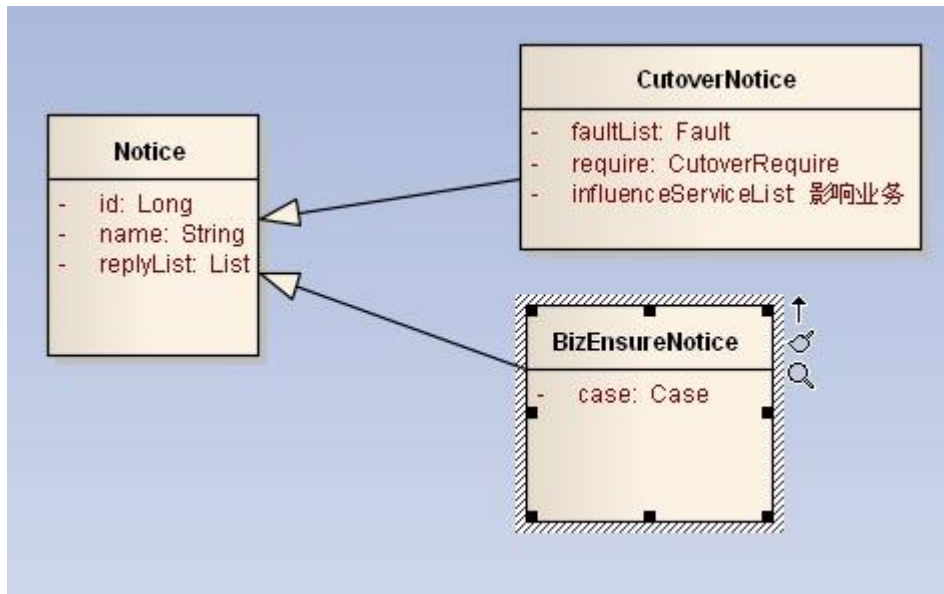 Notice
- id: Long
- name: String
- replyList: List
CutoverNotice
- faultList: Fault
- require: CutoverRequire
- influenceServiceList 影响业务
BizEnsureNotice
- case: Case